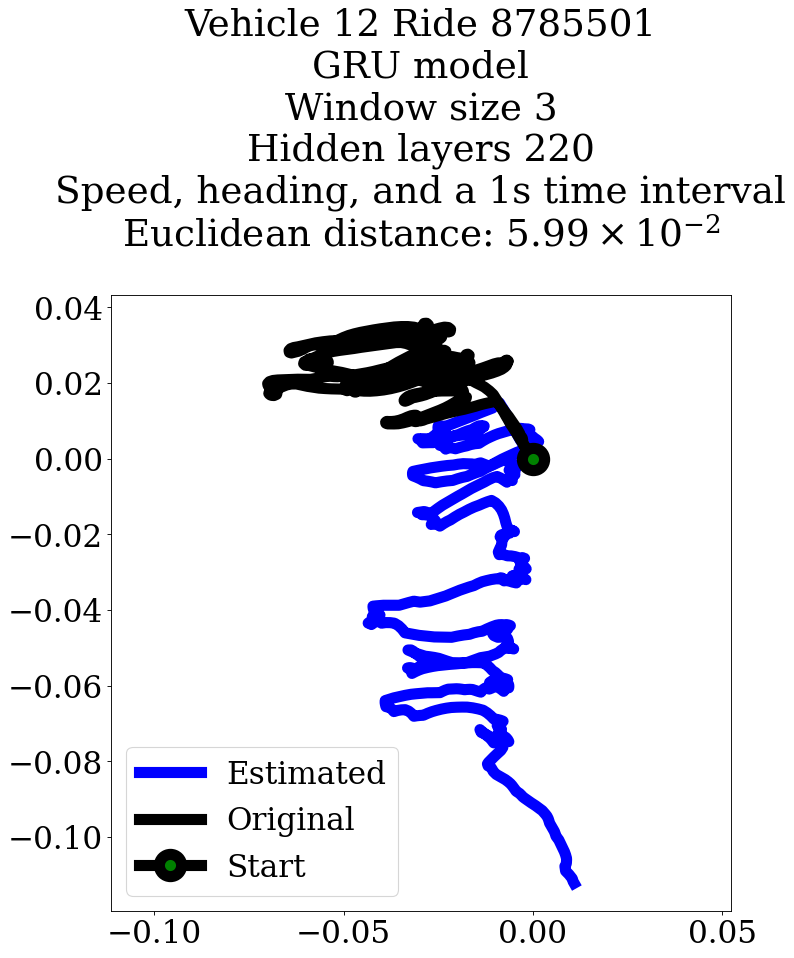 Vehicle 12 Ride 8785501
GRU model
Window size 3
Hidden layers 220
Speed, heading, and a 1s time interval
Euclidean distance: 5.99 × 10⁻²
0.04
0.02
0.00
−0.02
−0.04
−0.06
−0.08
−0.10
Estimated
Original
Start
−0.10
−0.05
0.00
0.05